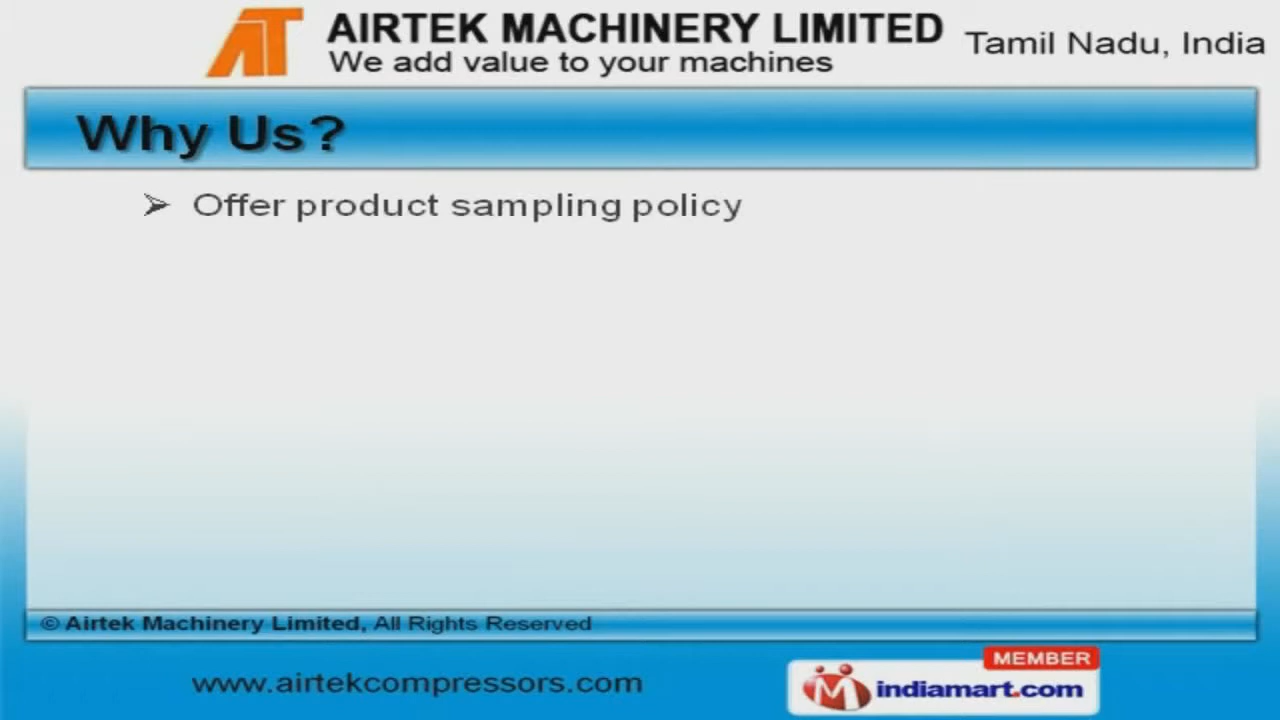 AT AIRTEK MACHINERY LIMITED
We add value to your machines
Tamil Nadu, India
Why Us?
➢ Offer product sampling policy
© Airtek Machinery Limited, All Rights Reserved
www.airtekcompressors.com
MEMBER
indiamart.com